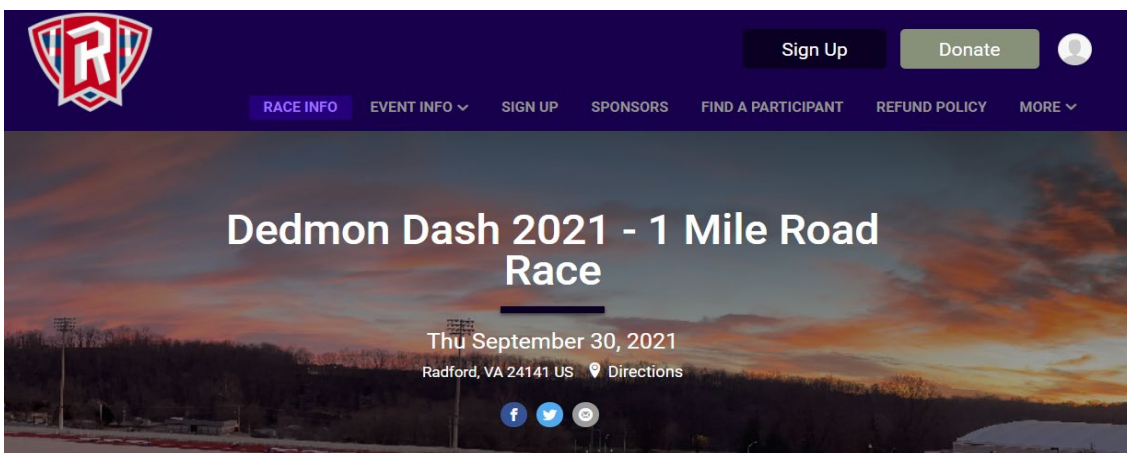 R
Sign Up Donate
RACE INFO EVENT INFO SIGN UP SPONSORS FIND A PARTICIPANT REFUND POLICY MORE
Dedmon Dash 2021 - 1 Mile Road
Race
Thu September 30, 2021
Radford, VA 24141 US Directions